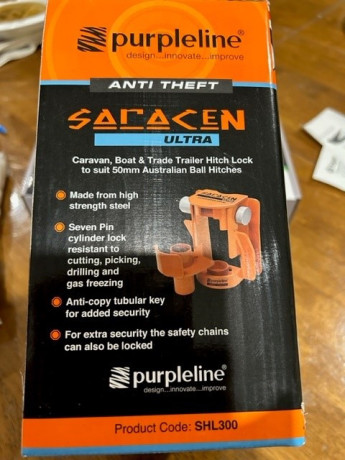 purpleline®
design...innovate...improve
ANTI THEFT
SARACEN
ULTRA
Caravan, Boat & Trade Trailer Hitch Lock
to suit 50mm Australian Ball Hitches
Made from high
strength steel
Seven Pin
cylinder lock
resistant to
cutting, picking,
drilling and
gas freezing
Anti-copy tubular key
for added security
For extra security the safety chains
can also be locked
SARACEN
purpleline®
design...innovate...improve
Product Code: SHL300